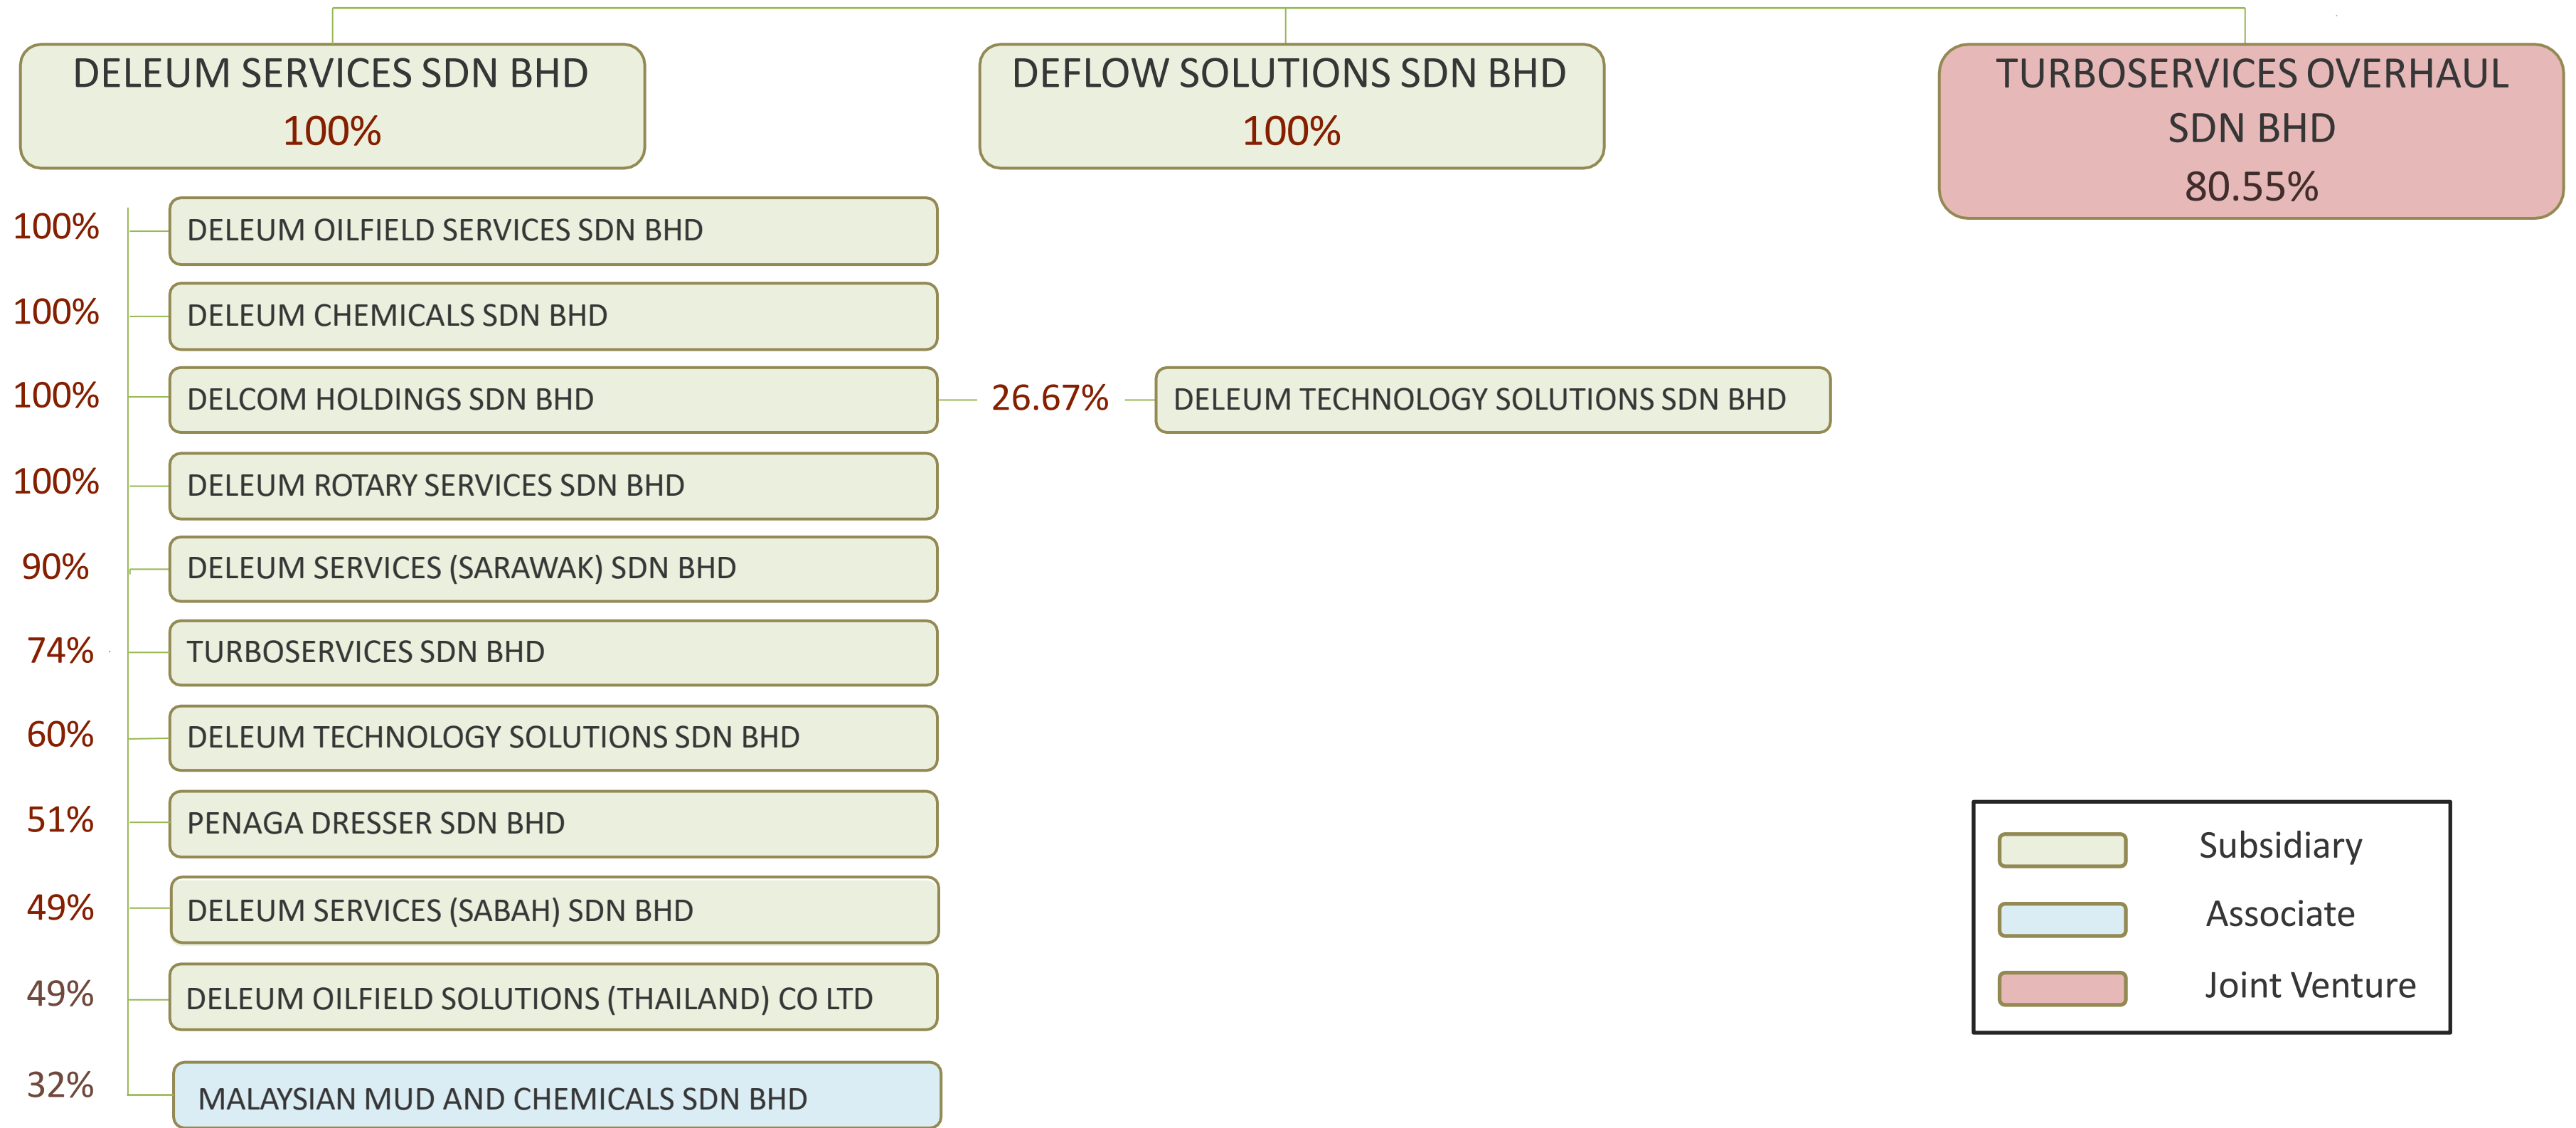 DELEUM SERVICES SDN BHD
100%
DEFLOW SOLUTIONS SDN BHD
100%
TURBOSERVICES OVERHAUL
SDN BHD
80.55%
100%
DELEUM OILFIELD SERVICES SDN BHD
100%
DELEUM CHEMICALS SDN BHD
100%
DELCOM HOLDINGS SDN BHD
26.67%
DELEUM TECHNOLOGY SOLUTIONS SDN BHD
100%
DELEUM ROTARY SERVICES SDN BHD
90%
DELEUM SERVICES (SARAWAK) SDN BHD
74%
TURBOSERVICES SDN BHD
60%
DELEUM TECHNOLOGY SOLUTIONS SDN BHD
51%
PENAGA DRESSER SDN BHD
49%
DELEUM SERVICES (SABAH) SDN BHD
49%
DELEUM OILFIELD SOLUTIONS (THAILAND) CO LTD
32%
MALAYSIAN MUD AND CHEMICALS SDN BHD
Subsidiary
Associate
Joint Venture